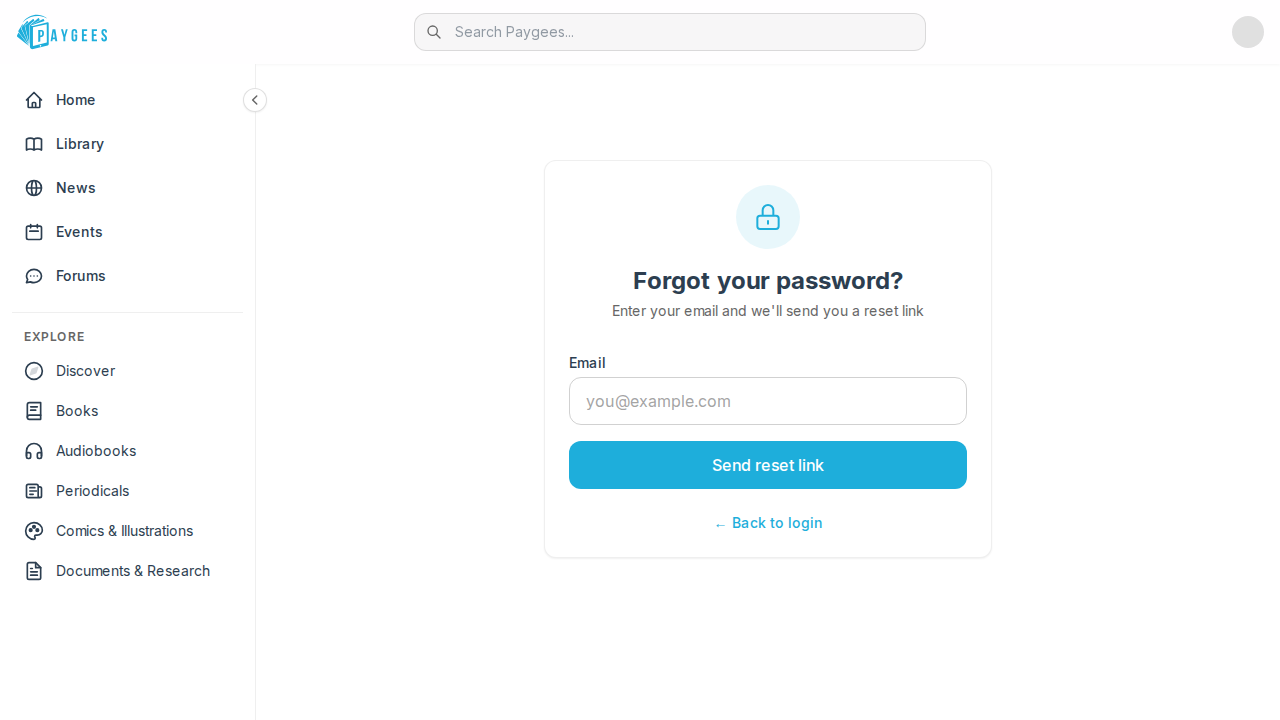 PAYGEES
Search Paygees...
Home
Library
News
Events
Forums
EXPLORE
Discover
Books
Audiobooks
Periodicals
Comics & Illustrations
Documents & Research
Forgot your password?
Enter your email and we'll send you a reset link
Email
you@example.com
Send reset link
← Back to login